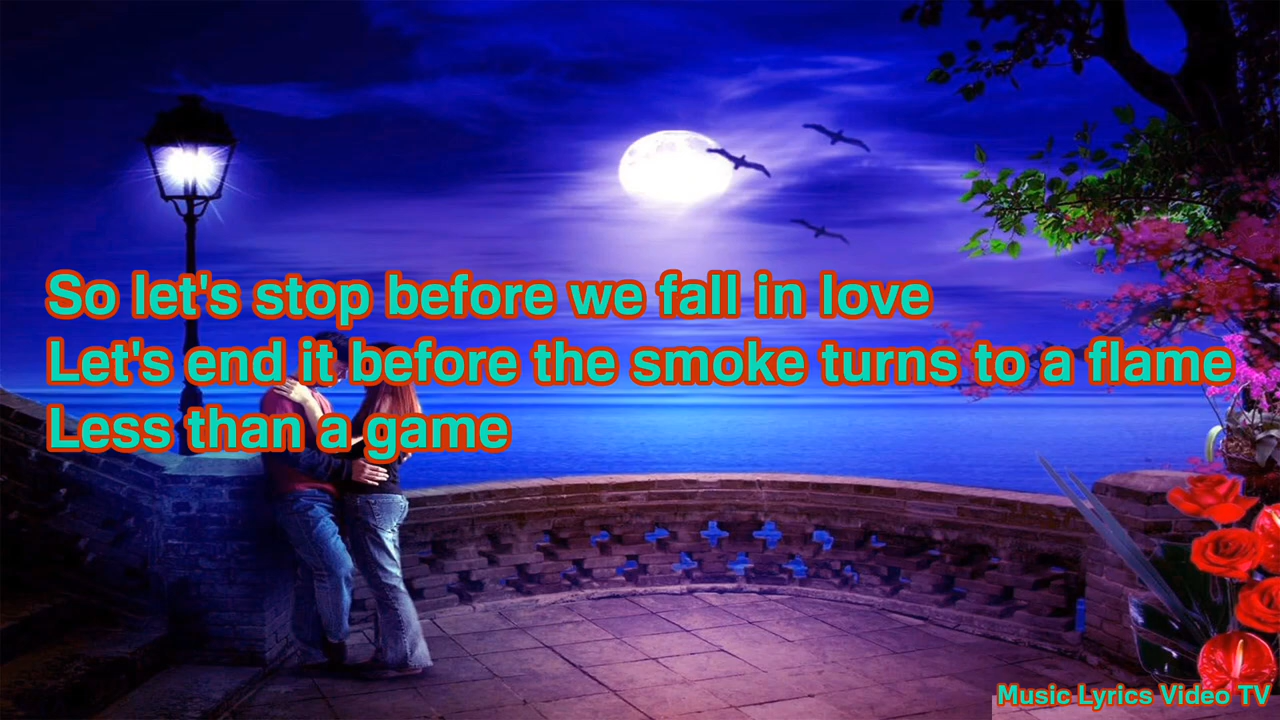 So let's stop before we fall in love
Let's end it before the smoke turns to a flame
Less than a game
Music Lyrics Video TV